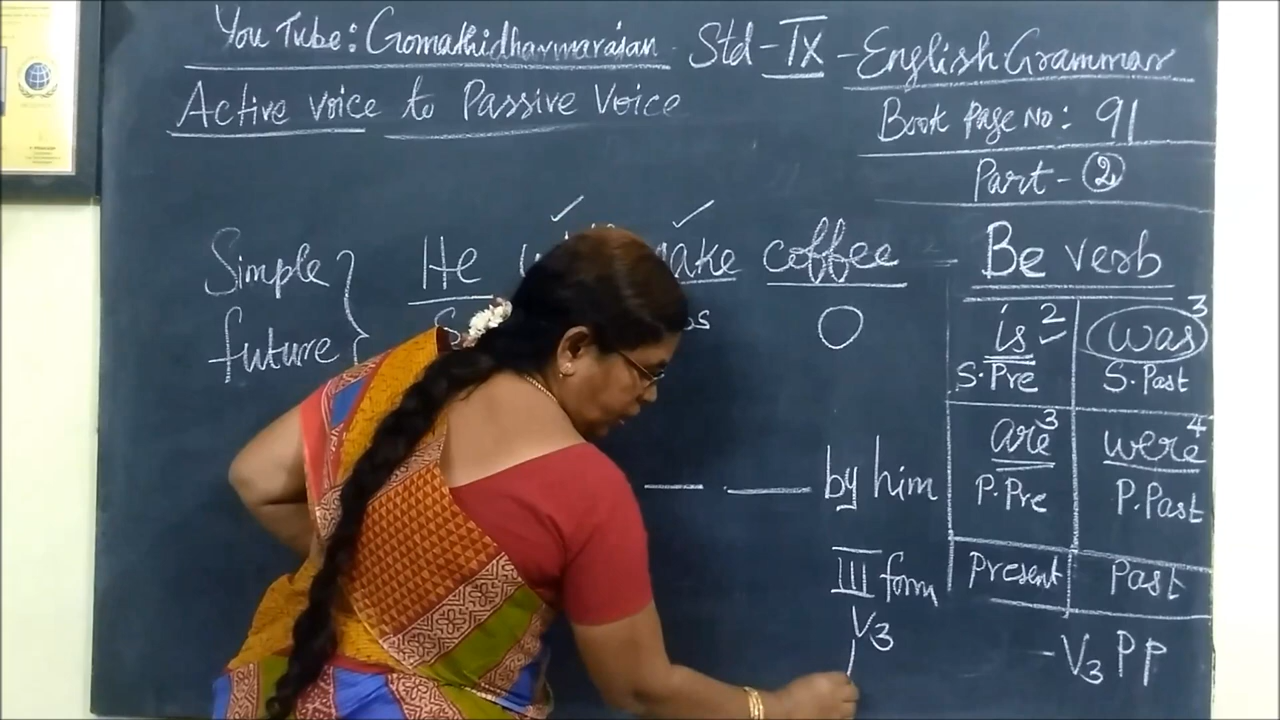 You Tube: Gomathidharmarajan Std - IX - English Grammar
Active voice to Passive Voice
Book Page No: 91
Part - 2
Simple future } He make coffee = Be verb
S O
is 2 was 3
S.Pre S.Past
are 3 were 4
P.Pre P.Past
by him
III form
Present Past
V3
- V3 PP